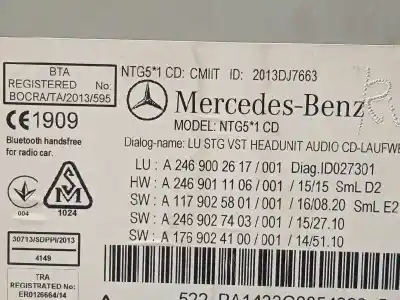 BTA
REGISTERED No:
BOCRA/TA/2013/595
NTG5*1 CD: CMIIT ID: 2013DJ7663
Mercedes-Benz
MODEL: NTG5*1 CD
CE1909
Bluetooth handsfree
for radio car.
Dialog-name: LU STG VST HEADUNIT AUDIO
LU : A 246 900 26 17 / 001 Diag.ID027301
HW : A 246 901 11 06 / 001 / 15/15 SmL D2
SW : A 117 902 58 01 / 001 / 16/08.20 SmL E2
SW : A 246 902 74 03 / 001 / 15/27.10
SW : A 176 902 41 00 / 001 / 14/51.10
004
1024
30713/SDPPI/2013
4149
TRA
REGISTERED No:
ER0126664/14